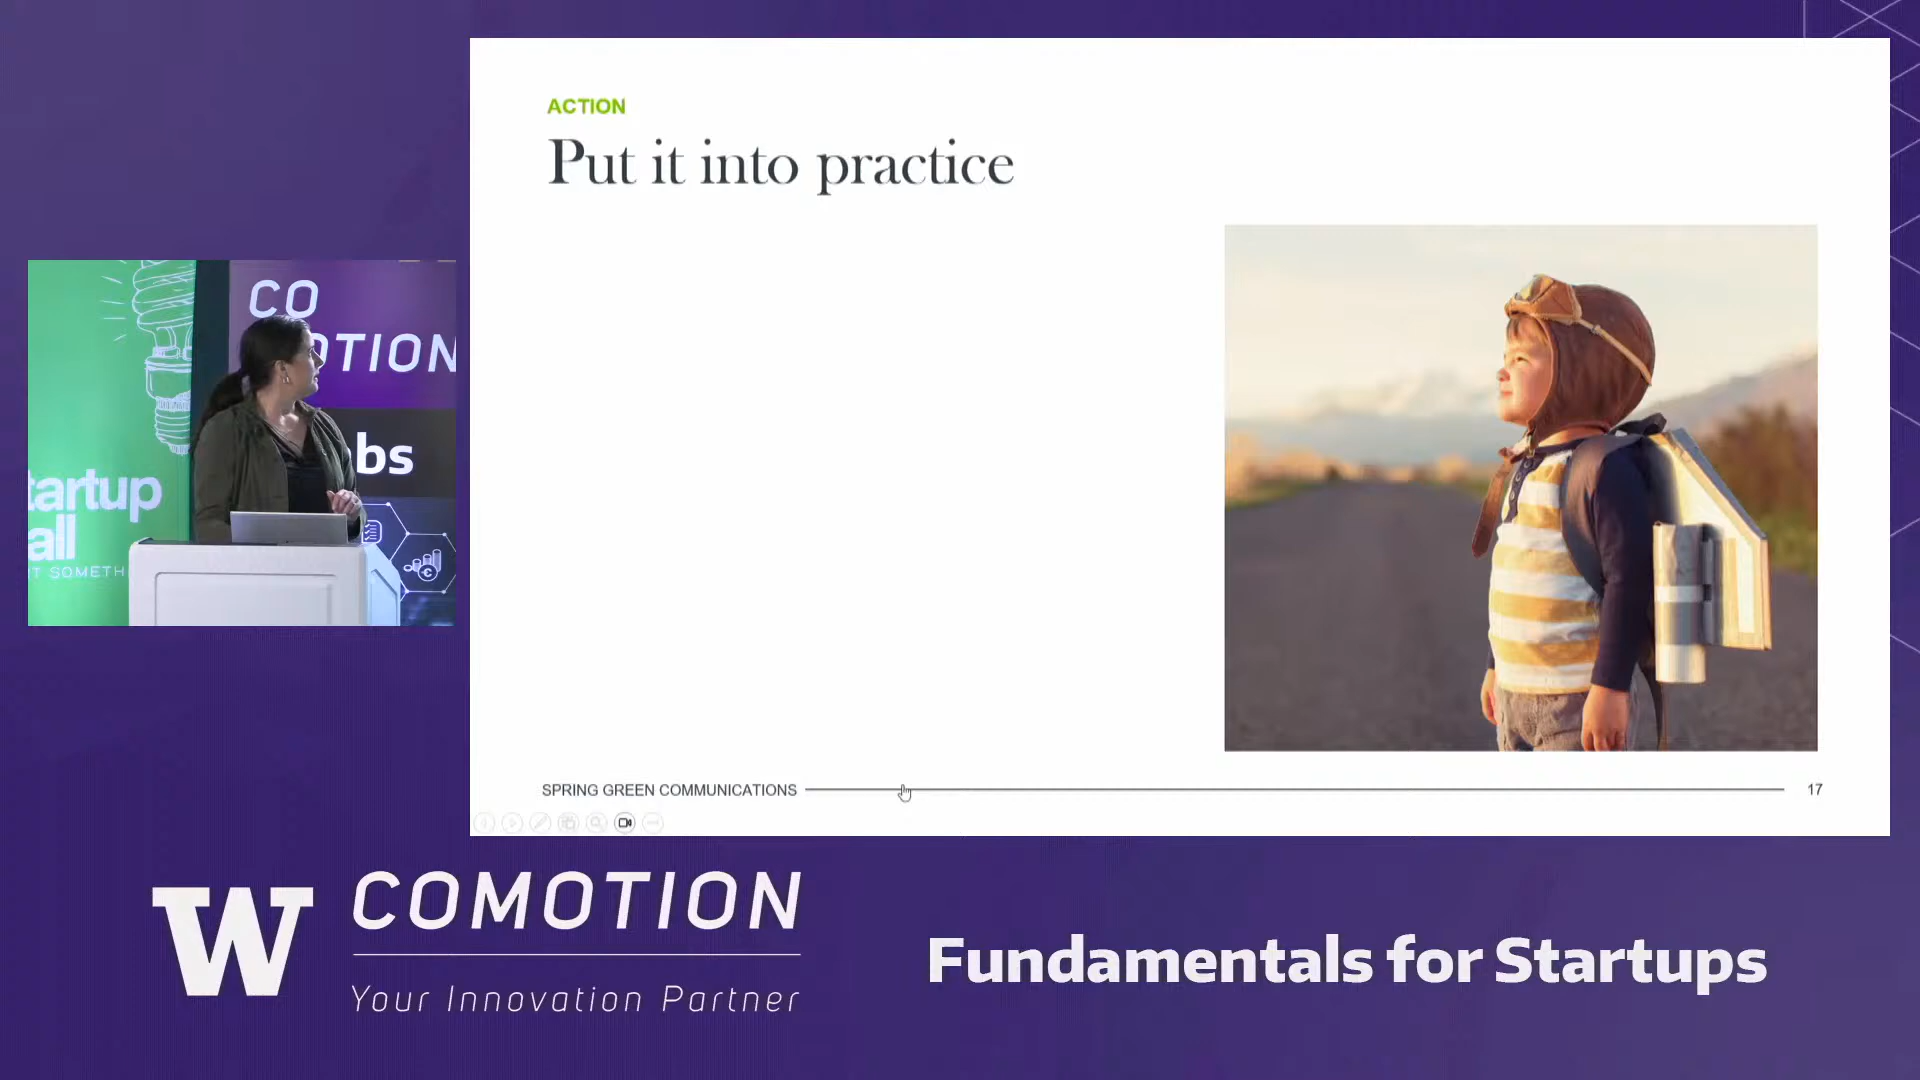 ACTION
Put it into practice
CO
OTION
bs
tartup
all
T SOMETH
SPRING GREEN COMMUNICATIONS
17
W
COMOTION
Your Innovation Partner
Fundamentals for Startups